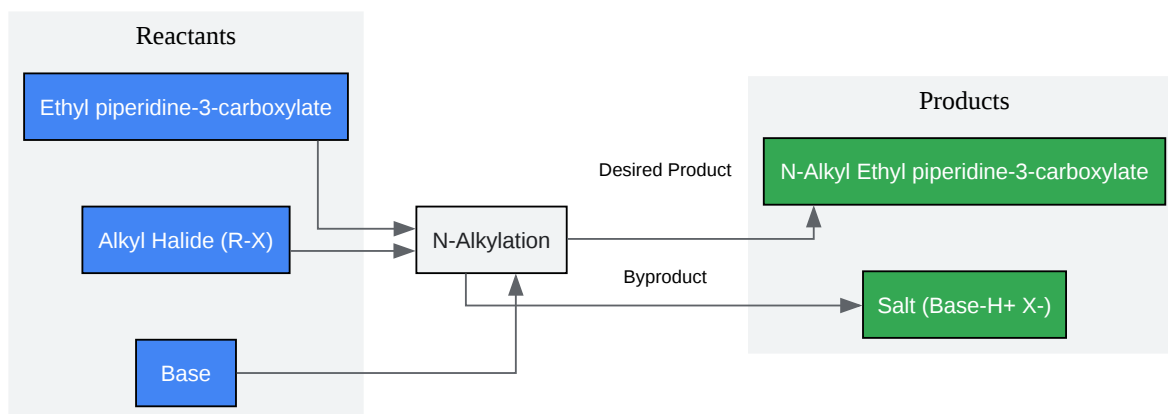 Reactants
Ethyl piperidine-3-carboxylate
Alkyl Halide (R-X)
Base
N-Alkylation
Desired Product
Byproduct
Products
N-Alkyl Ethyl piperidine-3-carboxylate
Salt (Base-H+ X-)